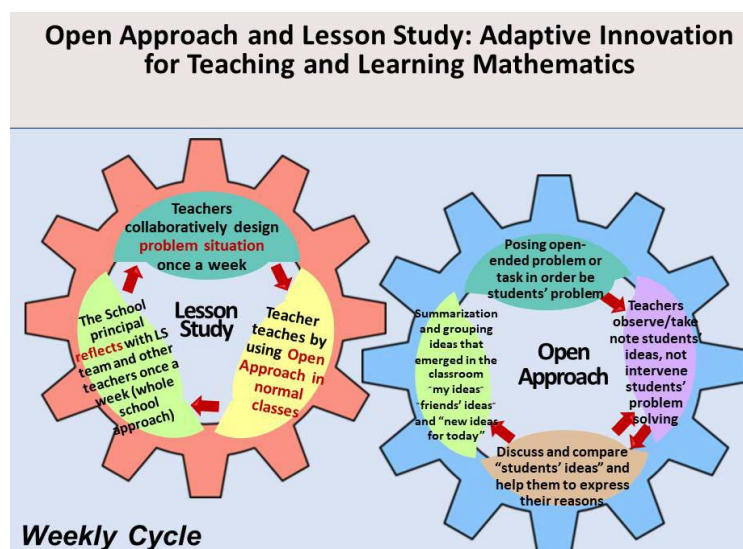 Open Approach and Lesson Study: Adaptive Innovation
for Teaching and Learning Mathematics
Teachers
collaboratively design
problem situation
once a week
Lesson
Study
Teacher
teaches by
using Open
Approach in
normal
classes
The School
principal
reflects with LS
team and other
teachers once a
week (whole
school
approach)
Posing open-
ended problem or
task in order be
students’ problem
Teachers
observe/take
note students’
ideas, not
intervene
students’
problem
solving
Open
Approach
Discuss and compare
“students’ ideas” and
help them to express
their reasons
Summarization
and grouping
ideas that
emerged in the
classroom
“my ideas”
“friends’ ideas”
and “new ideas
for today”
Weekly Cycle